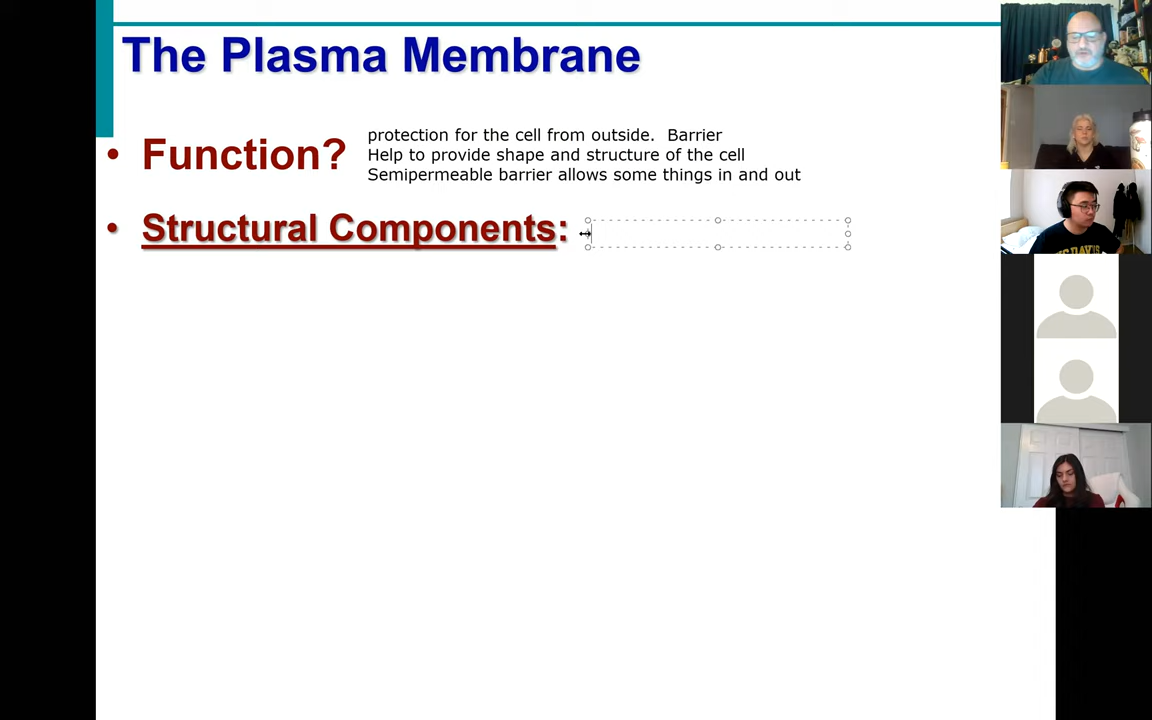 The Plasma Membrane
• Function?
protection for the cell from outside.  Barrier
Help to provide shape and structure of the cell
Semipermeable barrier allows some things in and out
• Structural Components: